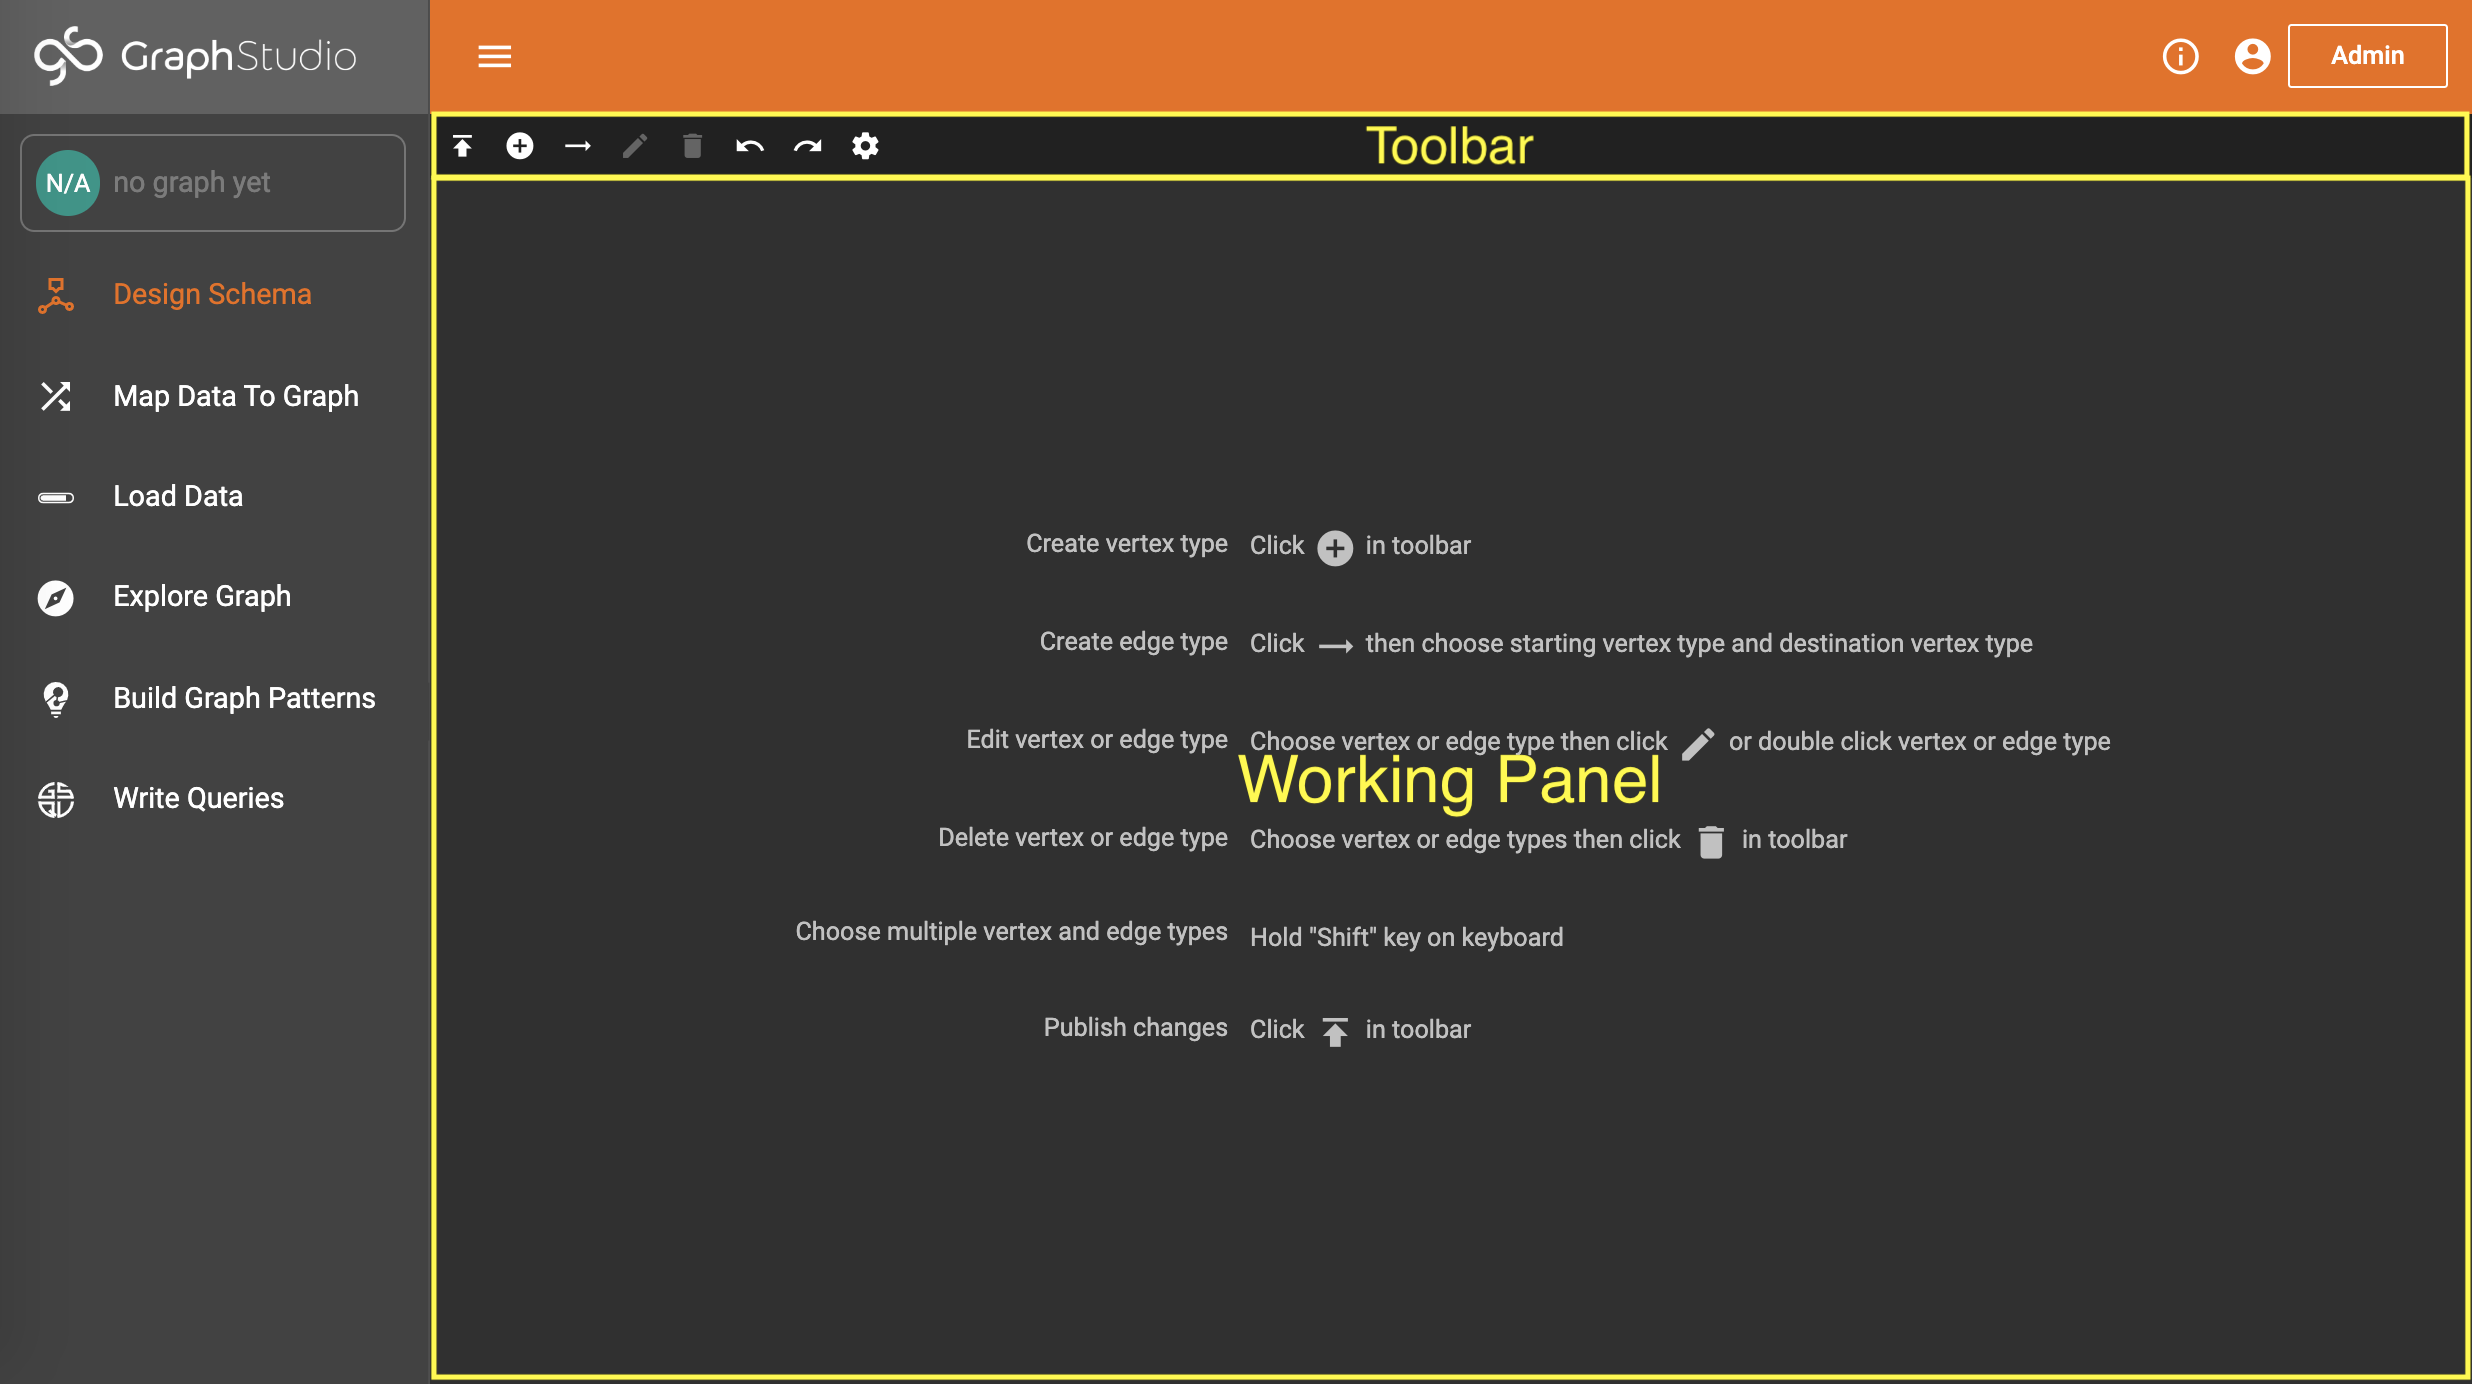 GraphStudio
Admin
Toolbar
N/A no graph yet
Design Schema
Map Data To Graph
Load Data
Explore Graph
Build Graph Patterns
Write Queries
Create vertex type Click in toolbar
Create edge type Click then choose starting vertex type and destination vertex type
Edit vertex or edge type Choose vertex or edge type then click or double click vertex or edge type
Working Panel
Delete vertex or edge type Choose vertex or edge types then click in toolbar
Choose multiple vertex and edge types Hold "Shift" key on keyboard
Publish changes Click in toolbar